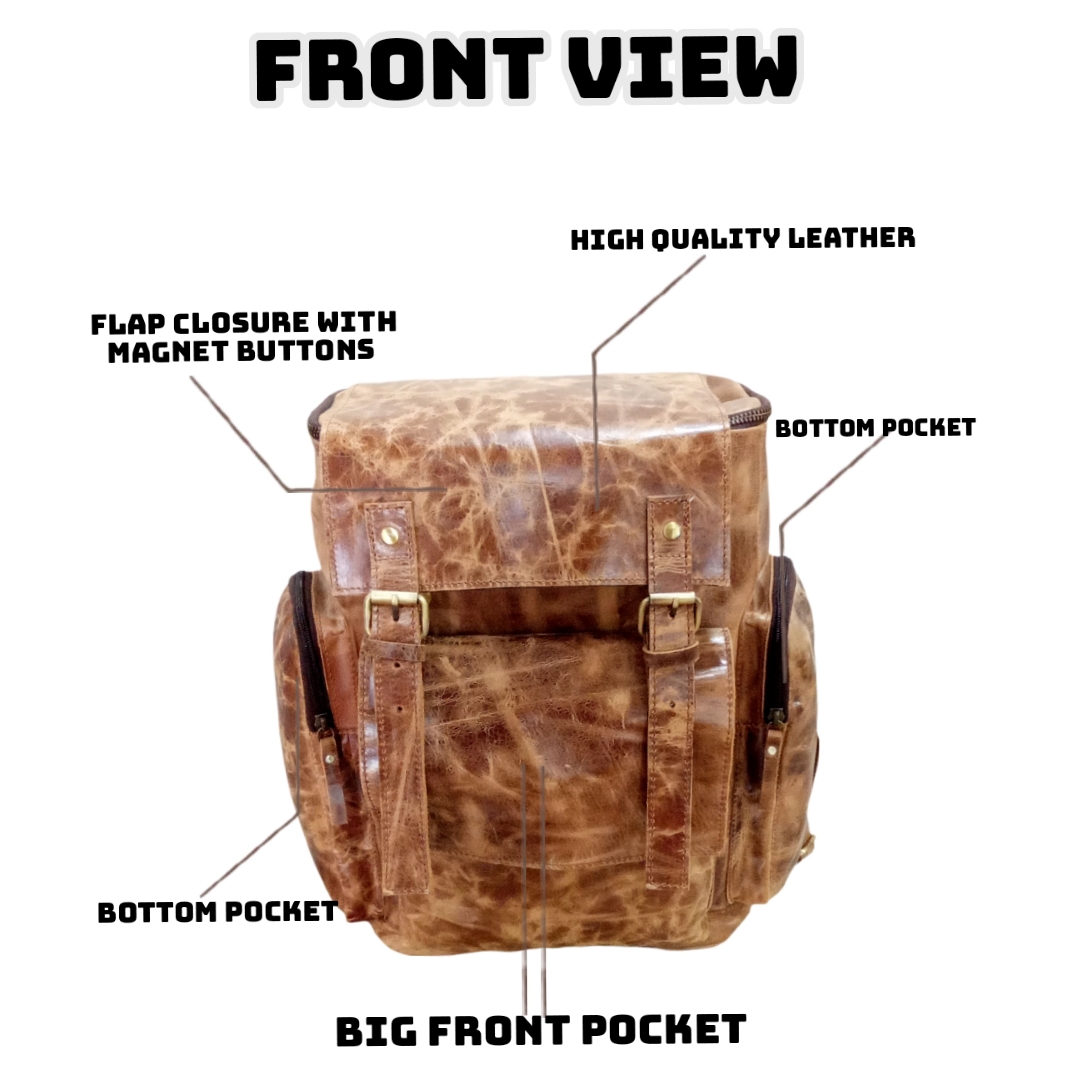 FRONT VIEW
HIGH QUALITY LEATHER
FLAP CLOSURE WITH
MAGNET BUTTONS
BOTTOM POCKET
BOTTOM POCKET
BIG FRONT POCKET